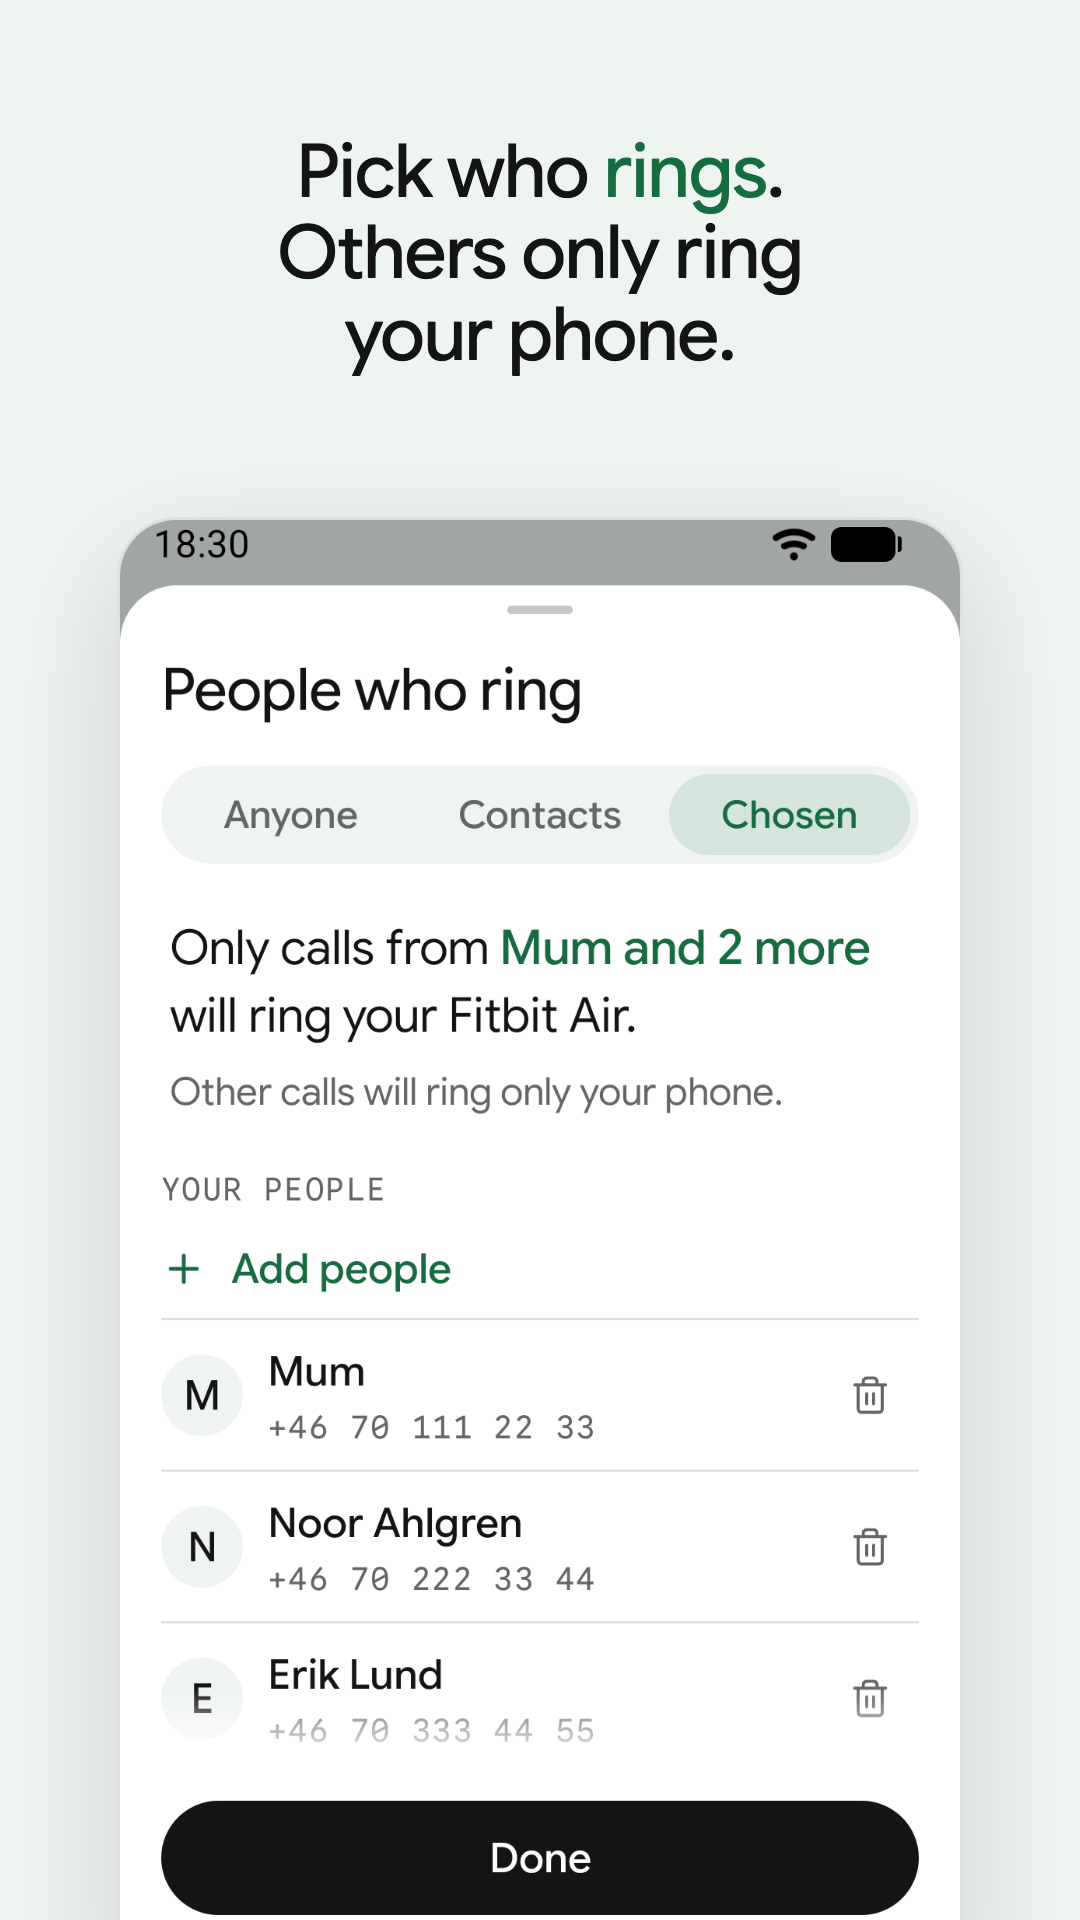 Pick who rings.
Others only ring
your phone.
18:30
People who ring
Anyone Contacts Chosen
Only calls from Mum and 2 more
will ring your Fitbit Air.
Other calls will ring only your phone.
YOUR PEOPLE
+ Add people
M Mum
+46 70 111 22 33
N Noor Ahlgren
+46 70 222 33 44
E Erik Lund
+46 70 333 44 55
Done